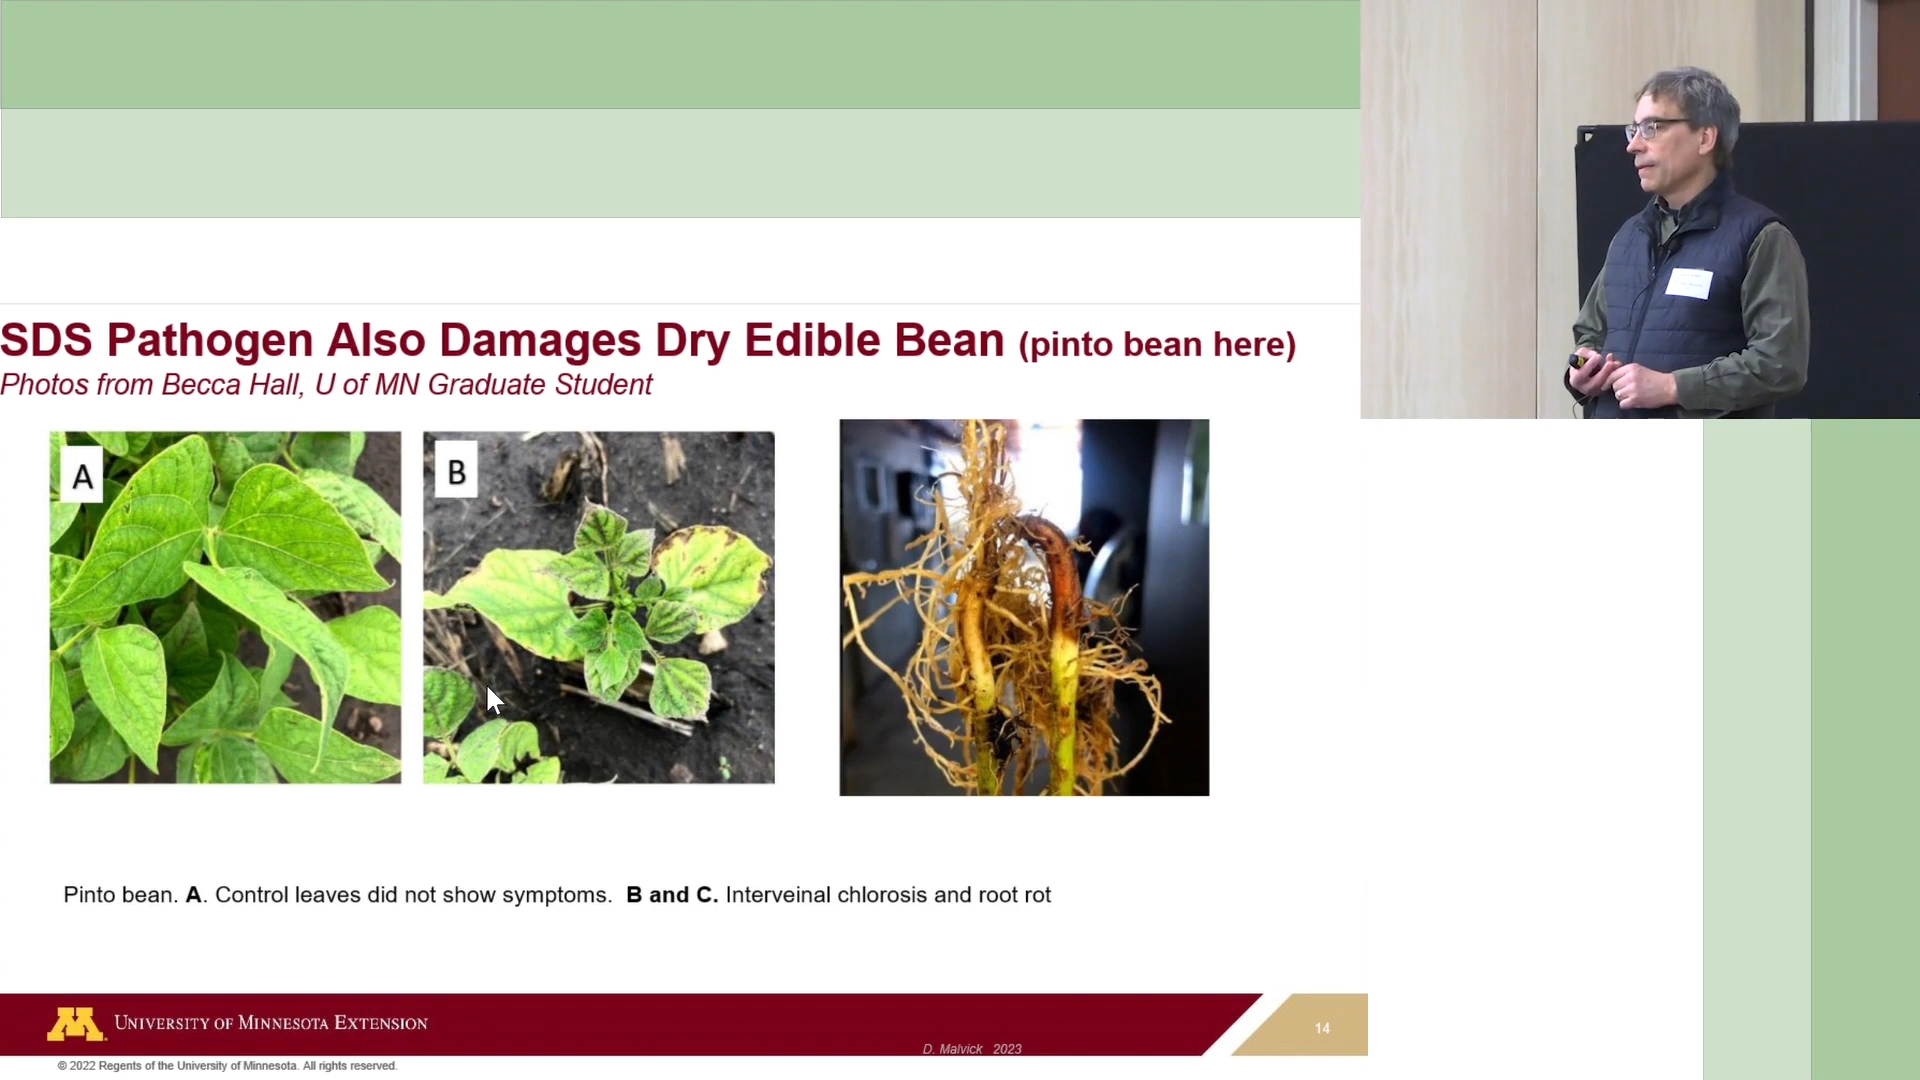 SDS Pathogen Also Damages Dry Edible Bean (pinto bean here)
Photos from Becca Hall, U of MN Graduate Student
A
B
Pinto bean. A. Control leaves did not show symptoms. B and C. Interveinal chlorosis and root rot
M
UNIVERSITY OF MINNESOTA EXTENSION
14
D. Malvick 2023
© 2022 Regents of the University of Minnesota. All rights reserved.